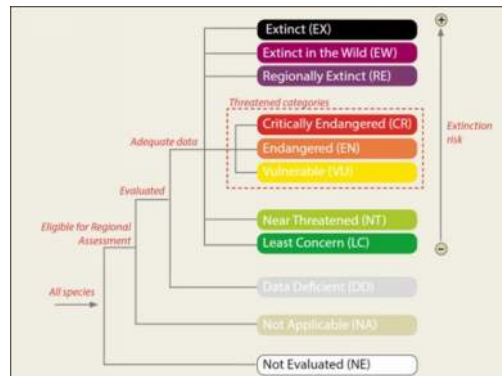 Extinct (EX)
Extinct in the Wild (EW)
Regionally Extinct (RE)
Threatened categories
Critically Endangered (CR)
Endangered (EN)
Vulnerable (VU)
Adequate data
Extinction
risk
Near Threatened (NT)
Least Concern (LC)
Evaluated
Eligible for Regional
Assessment
Data Deficient (DD)
All species
Not Applicable (NA)
Not Evaluated (NE)